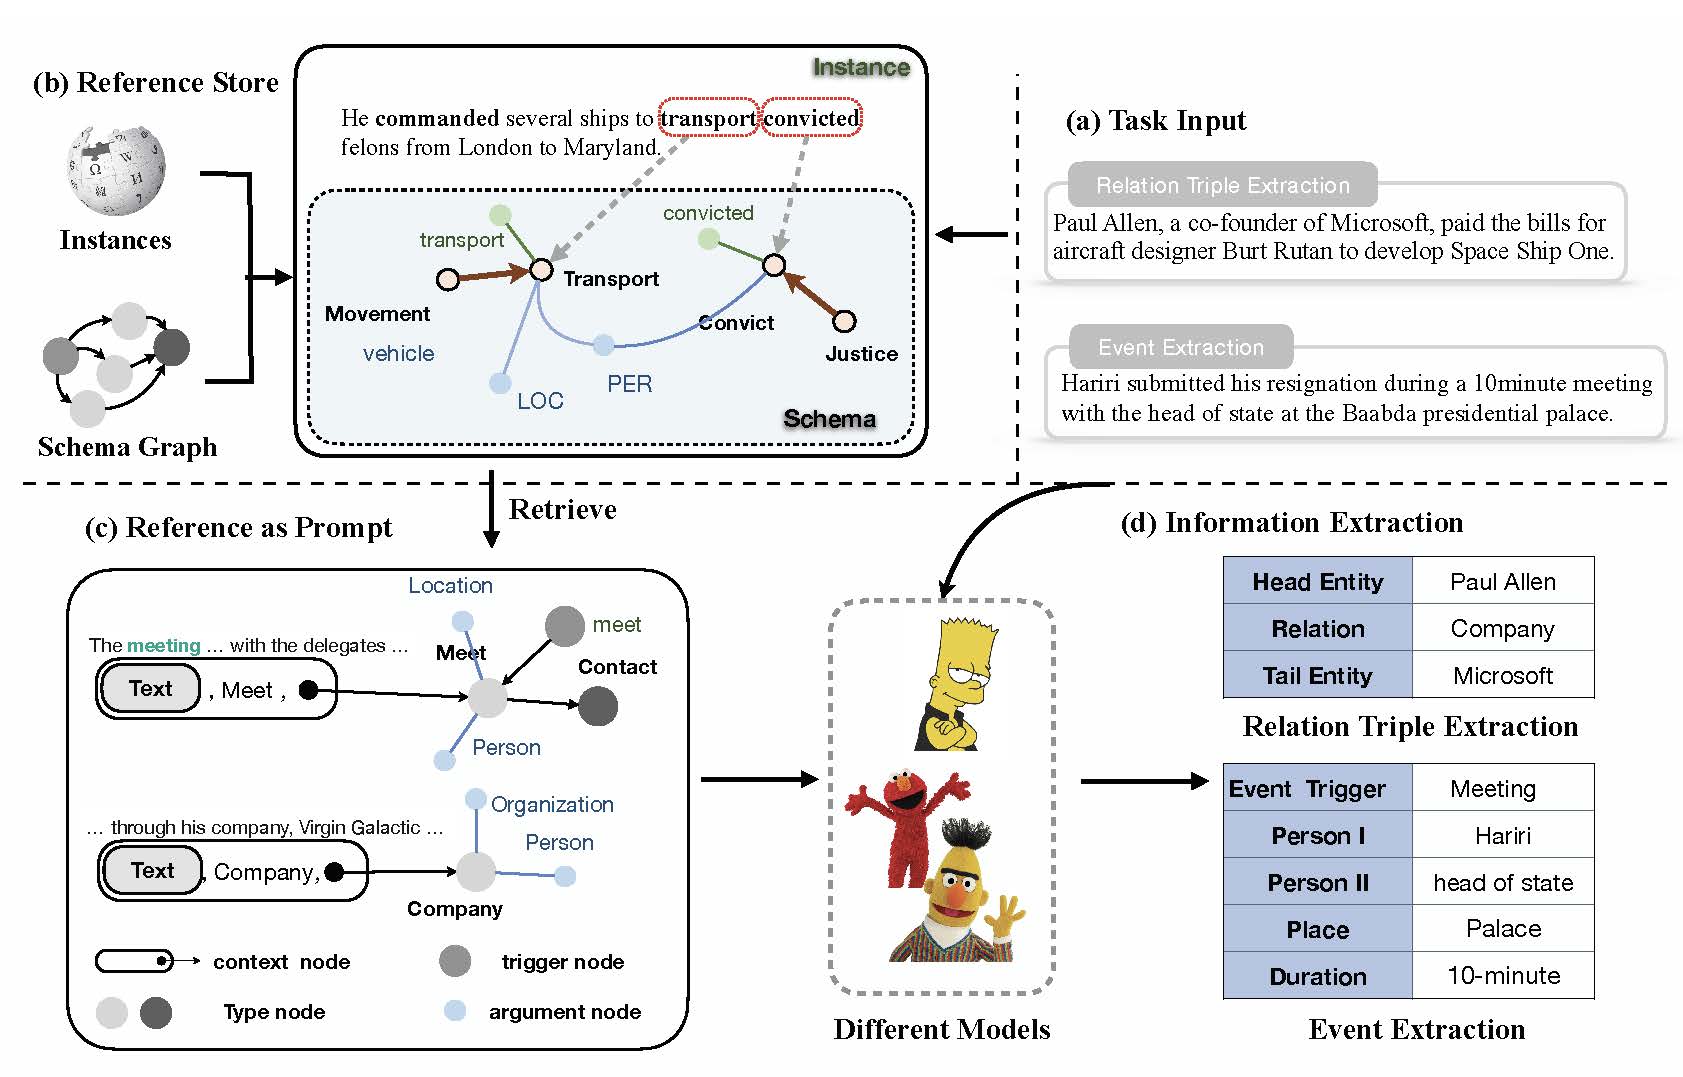 (b) Reference Store
Instances
Schema Graph
Instance
He commanded several ships to transport convicted
felons from London to Maryland.
transport
convicted
Transport
Movement
vehicle
LOC
PER
Convict
Justice
Schema
(a) Task Input
Relation Triple Extraction
Paul Allen, a co-founder of Microsoft, paid the bills for
aircraft designer Burt Rutan to develop Space Ship One.
Event Extraction
Hariri submitted his resignation during a 10minute meeting
with the head of state at the Baabda presidential palace.
Retrieve
(c) Reference as Prompt
Location
meet
The meeting ... with the delegates ...
Meet
Contact
Text , Meet ,
Person
Organization
... through his company, Virgin Galactic ...
Person
Text , Company,
Company
context node
trigger node
Type node
argument node
Different Models
(d) Information Extraction
Head Entity Paul Allen
Relation Company
Tail Entity Microsoft
Relation Triple Extraction
Event Trigger Meeting
Person I Hariri
Person II head of state
Place Palace
Duration 10-minute
Event Extraction